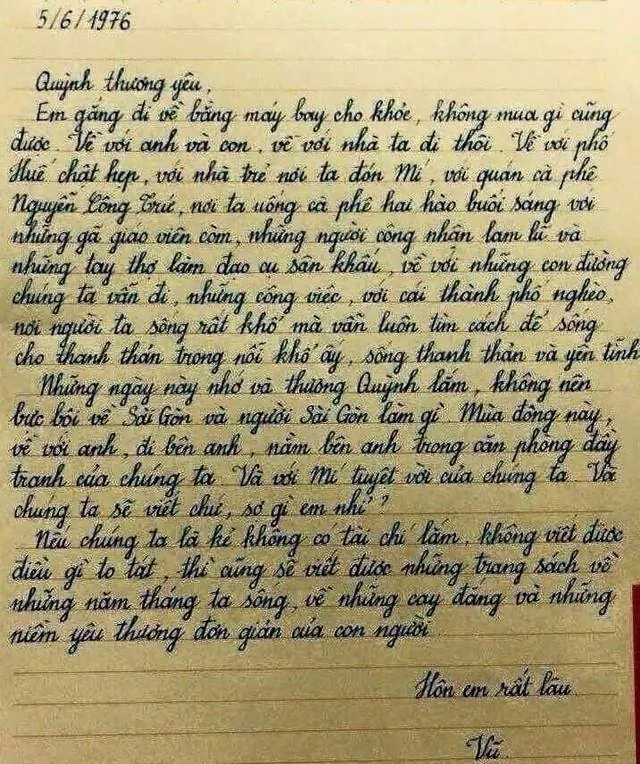 5/6/1976
Quỳnh thương yêu,
Em gắng đi về bằng máy bay cho khỏe, không mua gì cũng
được. Về với anh và con, về với nhà ta đi thôi. Về với phố
Huế chật hẹp, với nhà trẻ nơi ta đón Mí, với quán cà phê
Nguyễn Công Trứ, nơi ta uống cà phê hai hào buổi sáng với
những gã giáo viên còm, những người công nhân lam lũ và
những tay thợ làm đạo cụ sân khấu, về với những con đường
chúng ta vẫn đi, những công việc, với cái thành phố nghèo,
nơi người ta sống rất khổ mà vẫn luôn tìm cách để sống
cho thanh thản trong nỗi khổ ấy, sống thanh thản và yên tĩnh
Những ngày này nhớ và thương Quỳnh lắm, không nên
bực bội về Sài Gòn và người Sài Gòn làm gì. Mùa đông này,
về với anh, đi bên anh, nằm bên anh trong căn phòng đầy
tranh của chúng ta. Và với Mí tuyệt vời của chúng ta. Và
chúng ta sẽ viết chứ, sợ gì em nhỉ?
Nếu chúng ta là kẻ không có tài chí lắm, không viết được
điều gì to tát, thì cũng sẽ viết được những trang sách về
những năm tháng ta sống, về những cay đắng và những
niềm yêu thương đơn giản của con người.
Hôn em rất lâu.
Vũ.